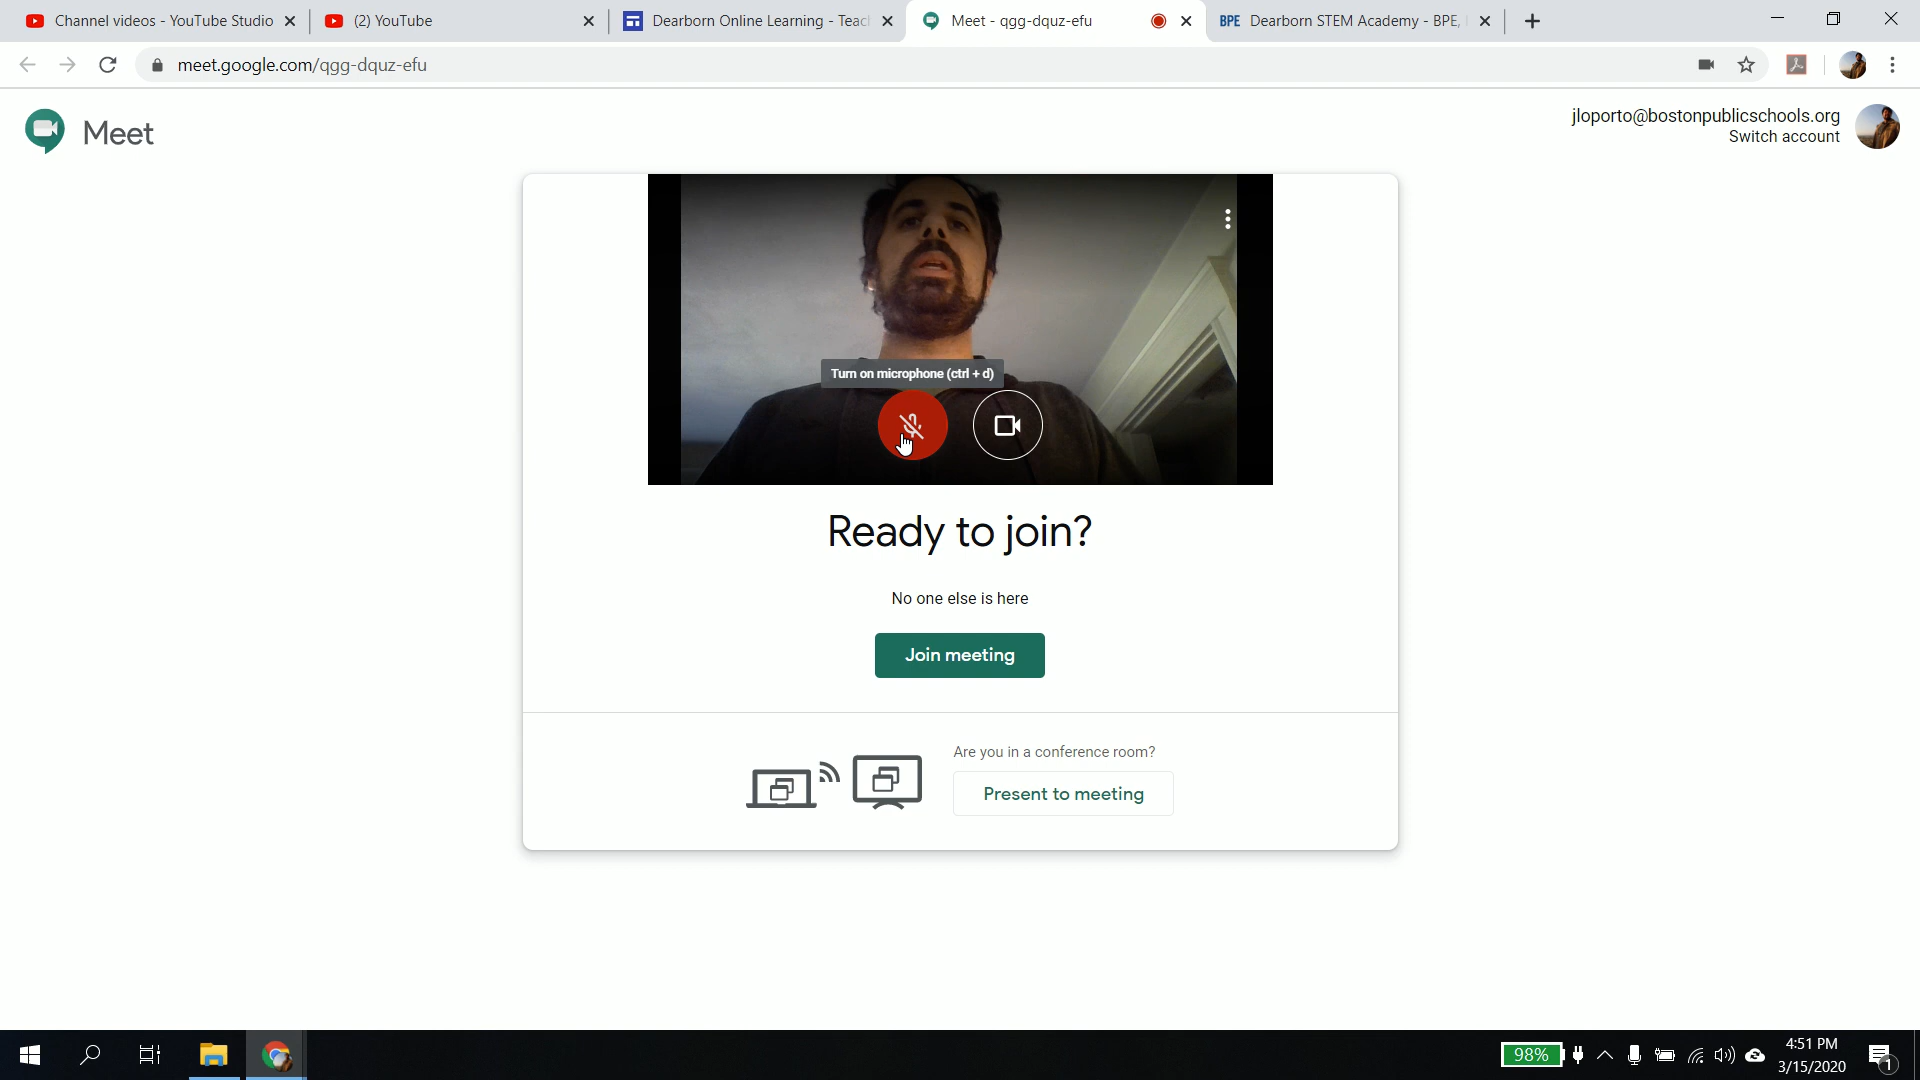 Channel videos - YouTube Studio
(2) YouTube
Dearborn Online Learning - Teac
Meet - qgg-dquz-efu
BPE Dearborn STEM Academy - BPE,
meet.google.com/qgg-dquz-efu
Meet
jloporto@bostonpublicschools.org
Switch account
Turn on microphone (ctrl + d)
Ready to join?
No one else is here
Join meeting
Are you in a conference room?
Present to meeting
98%
4:51 PM
3/15/2020
1